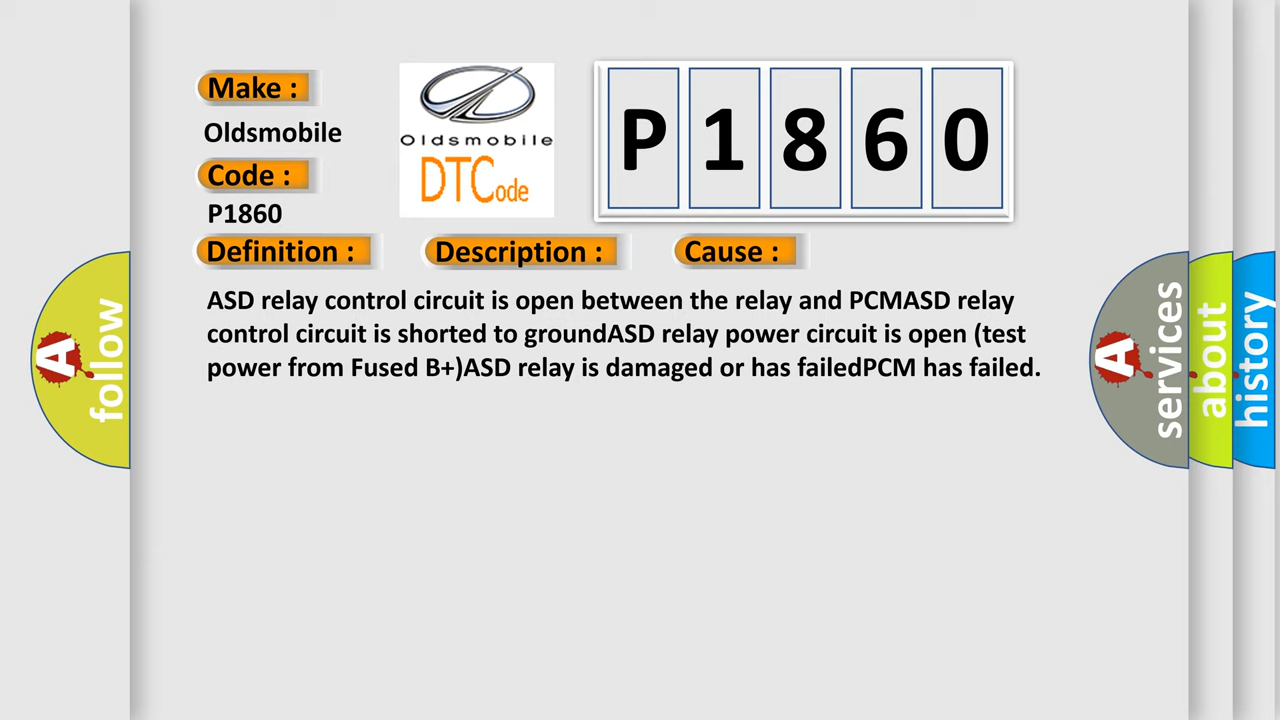 Make :
Oldsmobile
Code :
P1860
Oldsmobile
DTCode
P 1 8 6 0
Definition : Description : Cause :
ASD relay control circuit is open between the relay and PCMASD relay
control circuit is shorted to groundASD relay power circuit is open (test
power from Fused B+)ASD relay is damaged or has failedPCM has failed.
A follow
A services
about
history